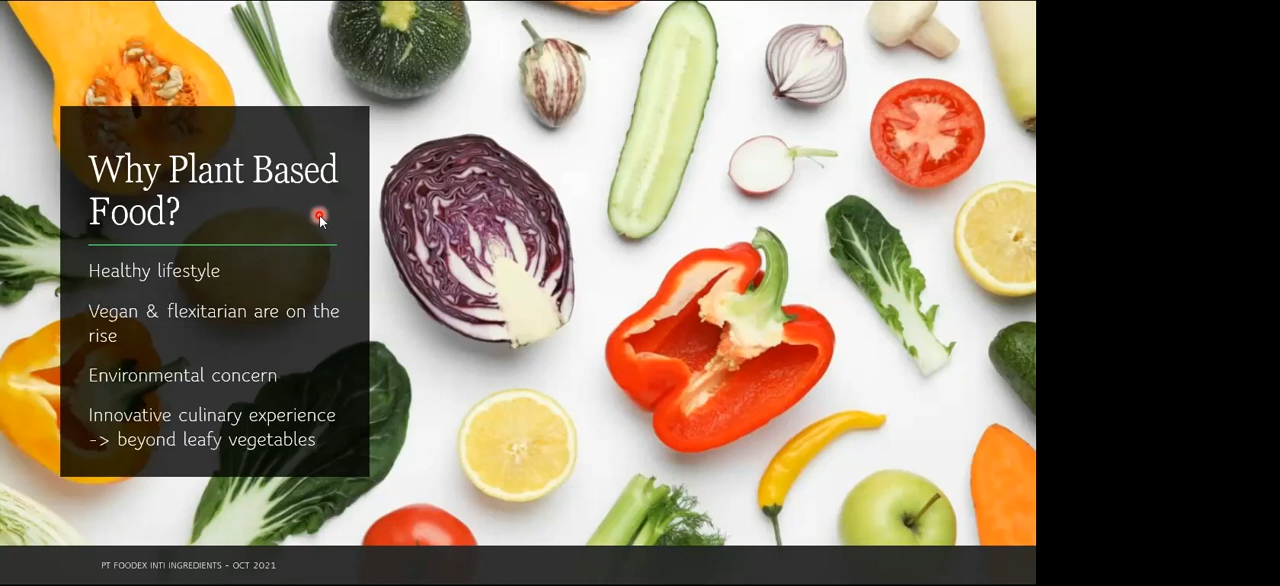 Why Plant Based
Food?
Healthy lifestyle
Vegan & flexitarian are on the
rise
Environmental concern
Innovative culinary experience
-> beyond leafy vegetables
PT FOODEX INTI INGREDIENTS - OCT 2021